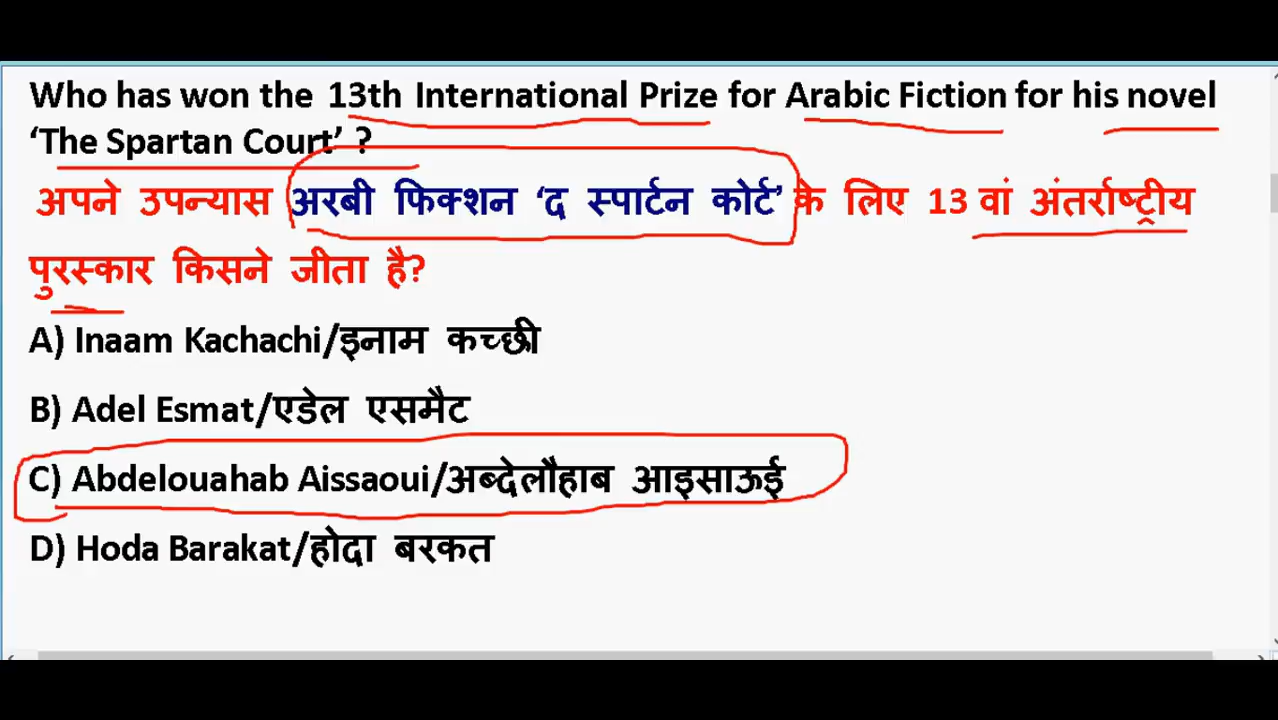 Who has won the 13th International Prize for Arabic Fiction for his novel
‘The Spartan Court’ ?
अपने उपन्यास अरबी फिक्शन ‘द स्पार्टन कोर्ट’ के लिए 13 वां अंतर्राष्ट्रीय
पुरस्कार किसने जीता है?
A) Inaam Kachachi/इनाम कच्छी
B) Adel Esmat/एडेल एसमैट
C) Abdelouahab Aissaoui/अब्देलौहाब आइसाऊई
D) Hoda Barakat/होदा बरकत